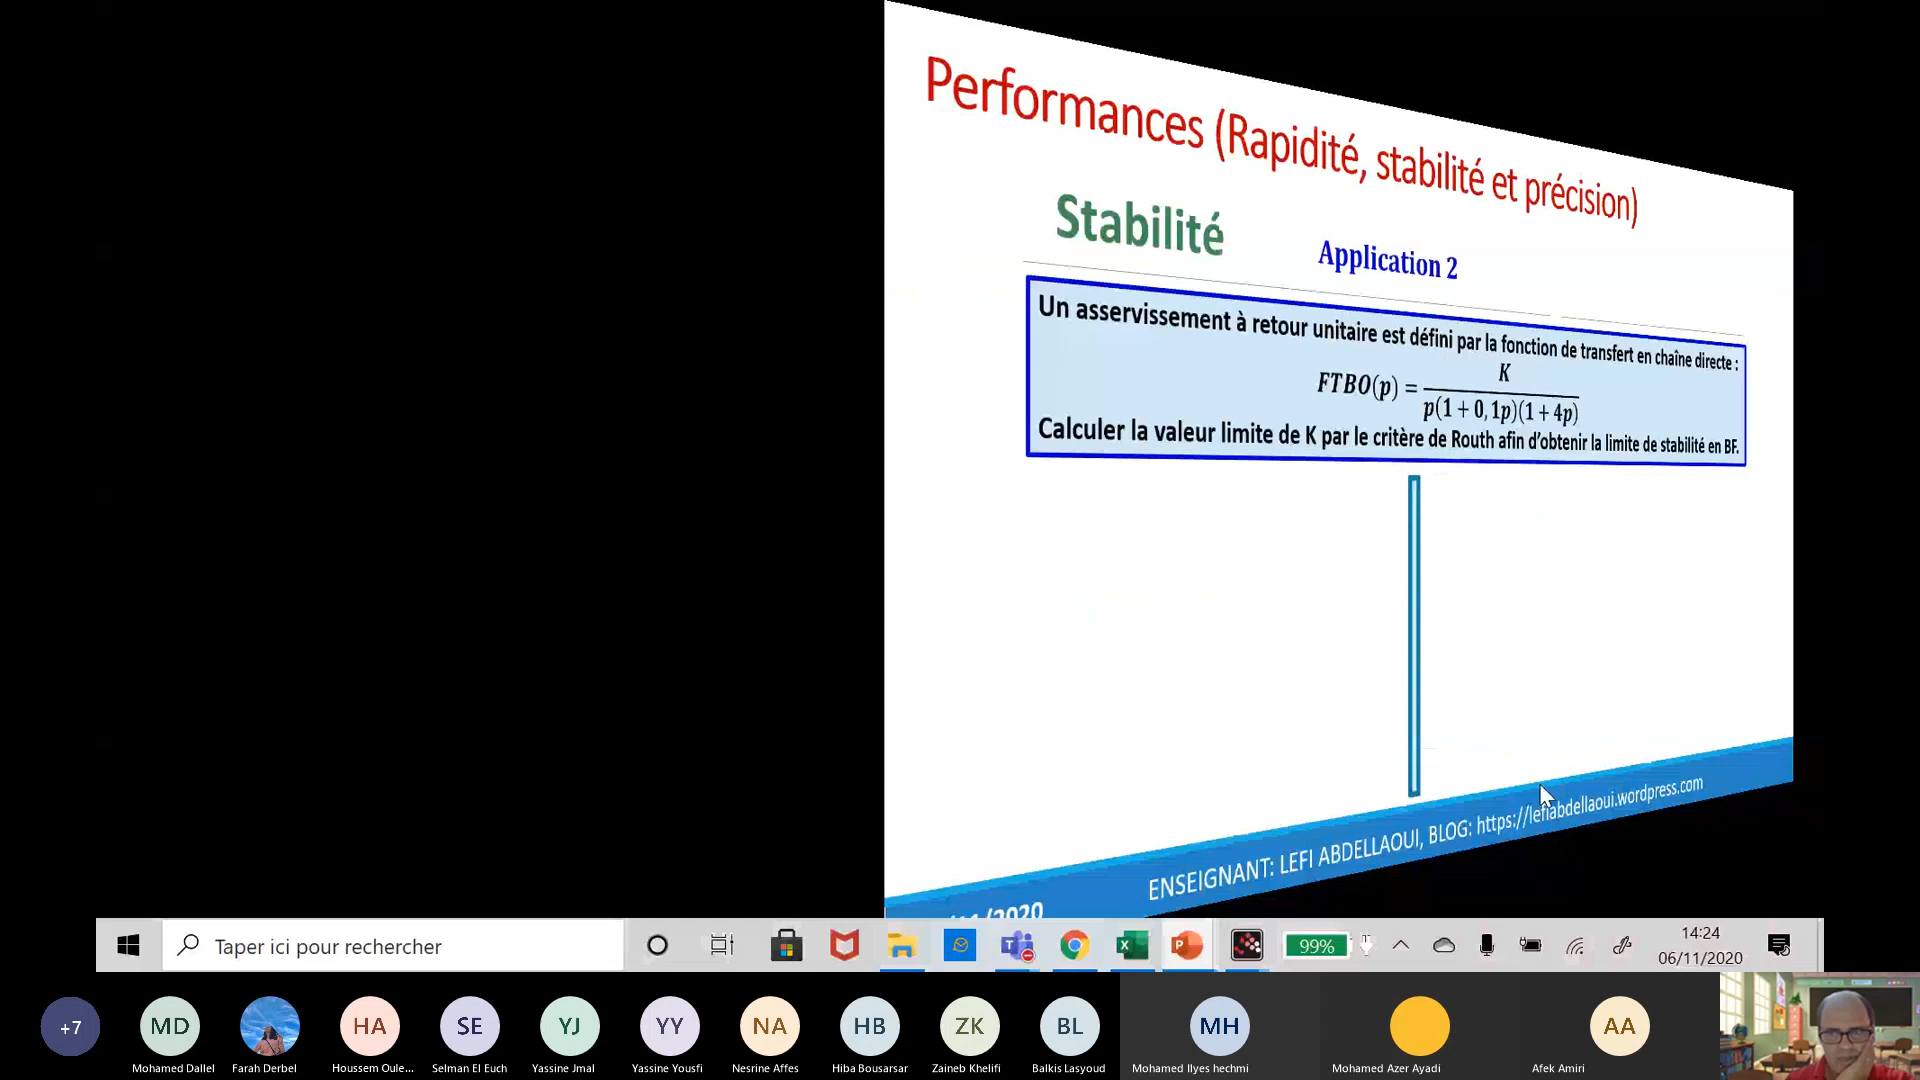 Performances (Rapidité, stabilité et précision)
Stabilité
Application 2
Un asservissement à retour unitaire est défini par la fonction de transfert en chaîne directe :
FTBO(p) = K / p(1 + 0, 1p)(1 + 4p)
Calculer la valeur limite de K par le critère de Routh afin d'obtenir la limite de stabilité en BF.
ENSEIGNANT: LEFI ABDELLAOUI, BLOG: https://lefiabdellaoui.wordpress.com
/11/2020
Taper ici pour rechercher
99%
14:24
06/11/2020
+7
MD
HA
SE
YJ
YY
NA
HB
ZK
BL
MH
AA
Mohamed Dallel
Farah Derbel
Houssem Oule...
Selman El Euch
Yassine Jmal
Yassine Yousfi
Nesrine Affes
Hiba Bousarsar
Zaineb Khelifi
Balkis Lasyoud
Mohamed Ilyes hechmi
Mohamed Azer Ayadi
Afek Amiri